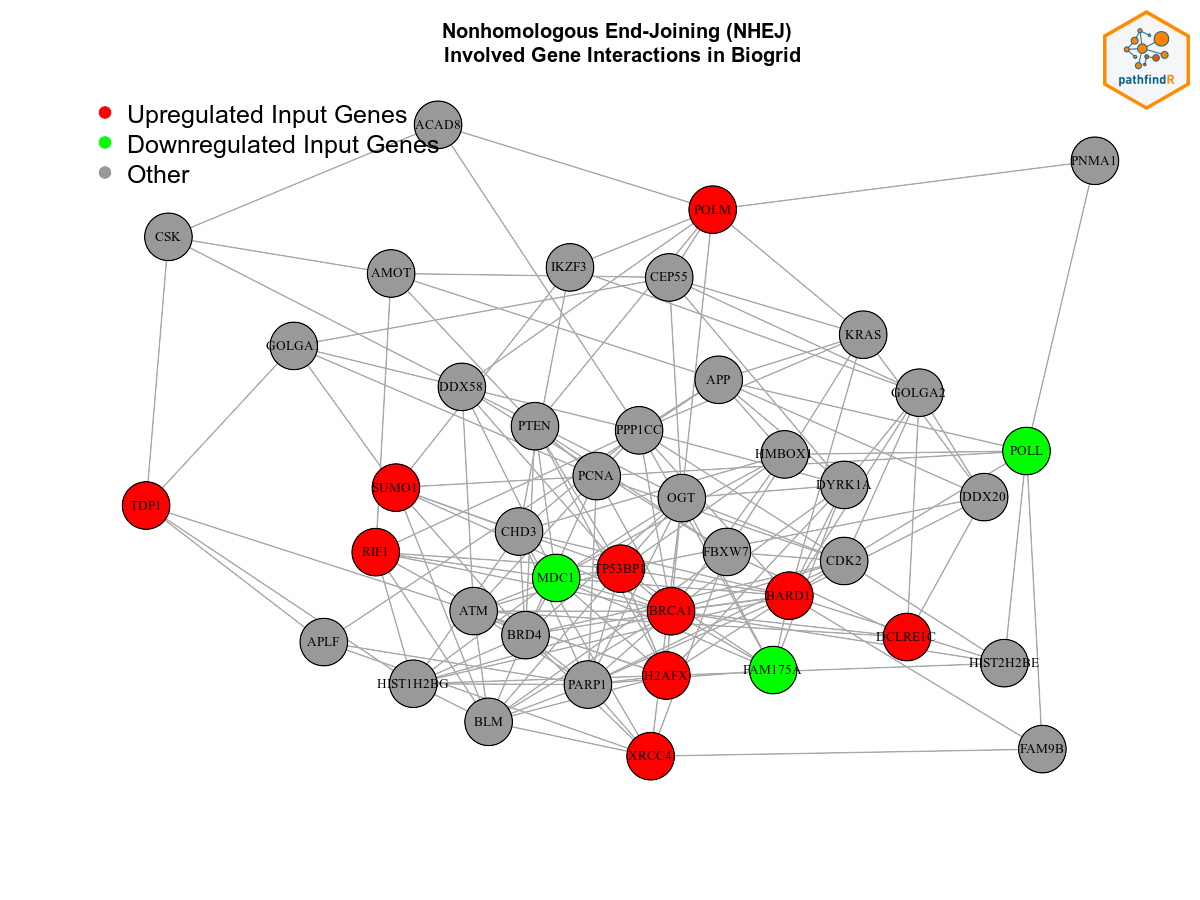 Nonhomologous End-Joining (NHEJ)
Involved Gene Interactions in Biogrid
pathfindR
Upregulated Input Genes
Downregulated Input Genes
Other
ACAD8
PNMA1
POLM
CSK
AMOT
IKZF3
CEP55
KRAS
GOLGA1
DDX58
APP
GOLGA2
PTEN
PPP1CC
HMBOX1
POLL
PCNA
SUMO1
OGT
DYRK1A
DDX20
TDP1
CHD3
RIF1
FBXW7
CDK2
MDC1
TP53BP1
BARD1
ATM
BRCA1
BRD4
DCLRE1C
APLF
HIST2H2BE
HIST1H2BG
PARP1
H2AFX
FAM175A
BLM
XRCC4
FAM9B